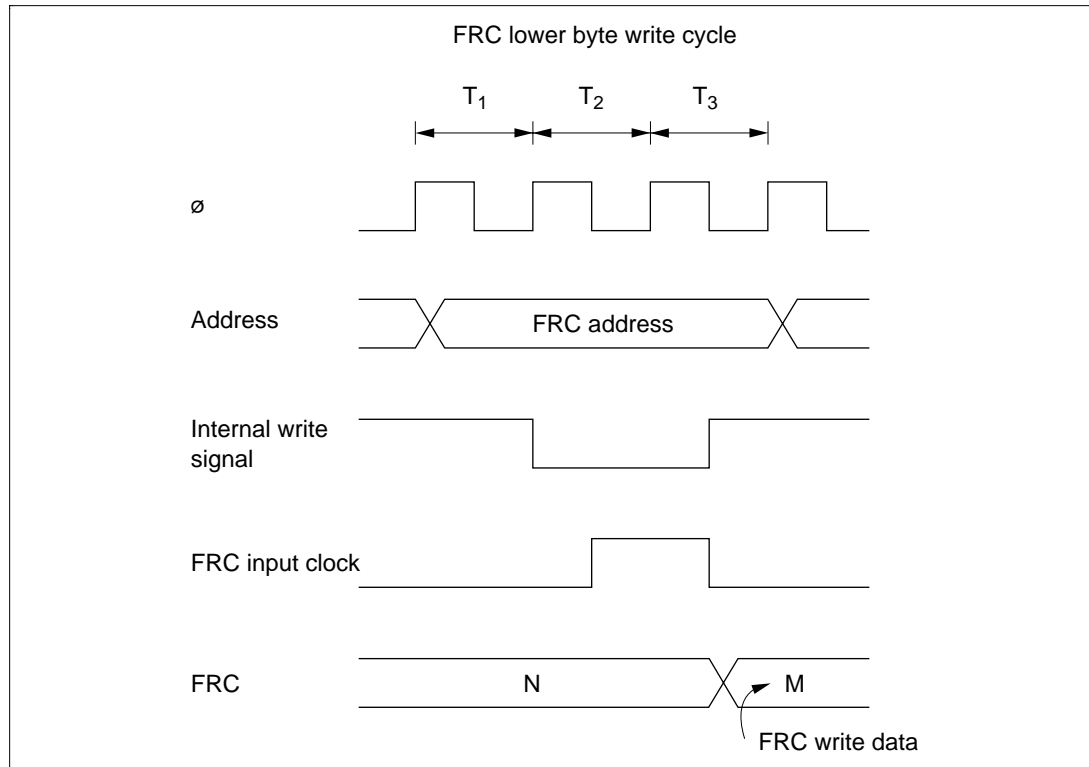 FRC lower byte write cycle
T1 T2 T3
ø
Address
FRC address
Internal write
signal
FRC input clock
FRC
N
M
FRC write data